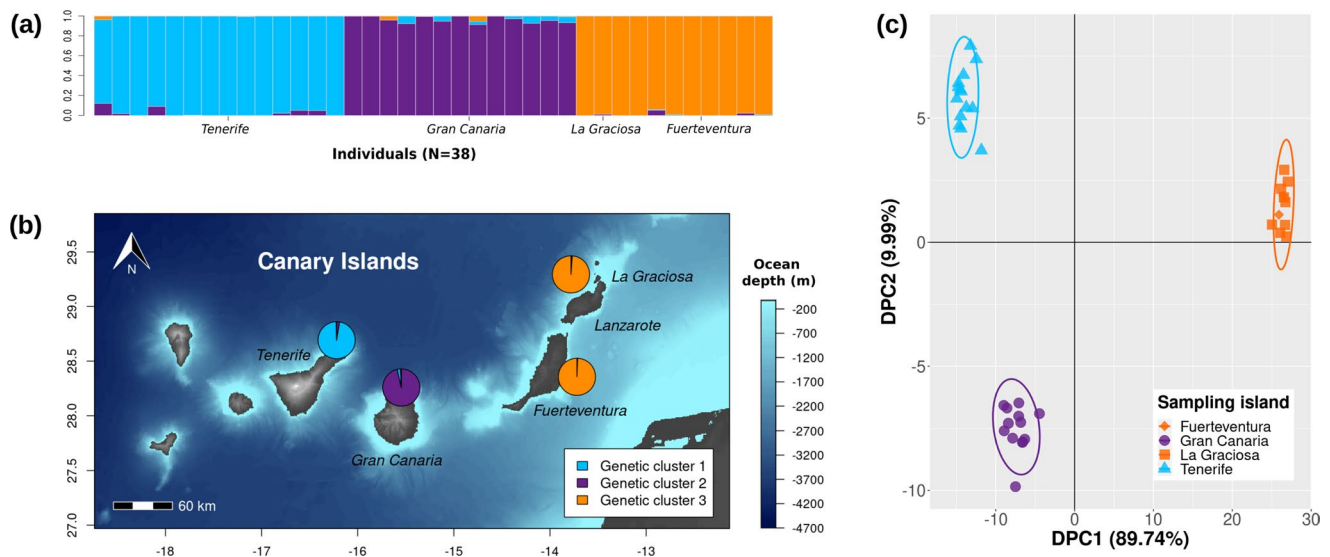 (a)
1.0
0.8
0.6
0.4
0.2
0.0
Tenerife
Gran Canaria
La Graciosa
Fuerteventura
Individuals (N=38)
(b)
Canary Islands
N
La Graciosa
Lanzarote
Tenerife
Fuerteventura
Gran Canaria
60 km
Genetic cluster 1
Genetic cluster 2
Genetic cluster 3
29.5
29.0
28.5
28.0
27.5
27.0
-18
-17
-16
-15
-14
-13
Ocean
depth (m)
-200
-700
-1200
-1700
-2200
-2700
-3200
-3700
-4200
-4700
(c)
DPC2 (9.99%)
5
0
-5
-10
-10
0
10
20
30
DPC1 (89.74%)
Sampling island
Fuerteventura
Gran Canaria
La Graciosa
Tenerife